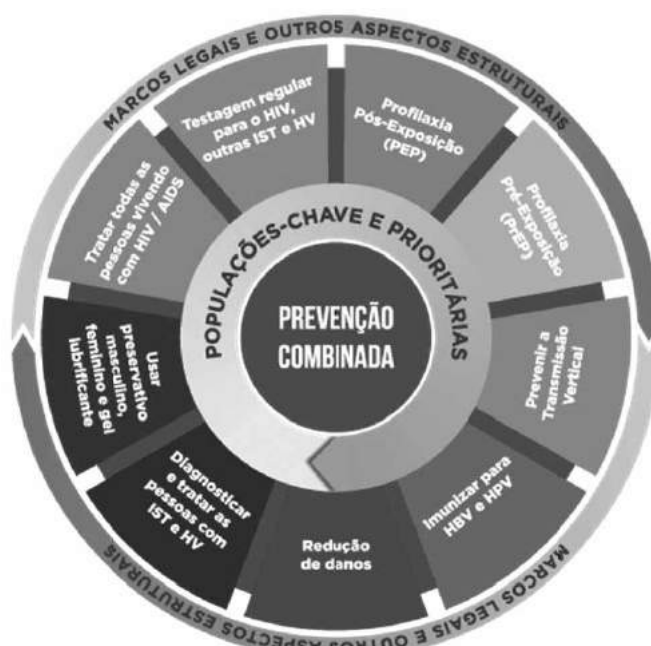 MARCOS LEGAIS E OUTROS ASPECTOS ESTRUTURAIS
Testagem regular
para o HIV,
outras IST e HV
Profilaxia
Pós-Exposição
(PEP)
Profilaxia
Pré-Exposição
(PrEP)
Prevenir a
Transmissão
Vertical
Imunizar para
HBV e HPV
Redução
de danos
Diagnosticar
e tratar as
pessoas com
IST e HV
Usar
preservativo
masculino,
feminino e gel
lubrificante
Tratar todas as
pessoas vivendo
com HIV / AIDS
POPULAÇÕES-CHAVE E PRIORITÁRIAS
PREVENÇÃO
COMBINADA
MARCOS LEGAIS E OUTROS ASPECTOS ESTRUTURAIS